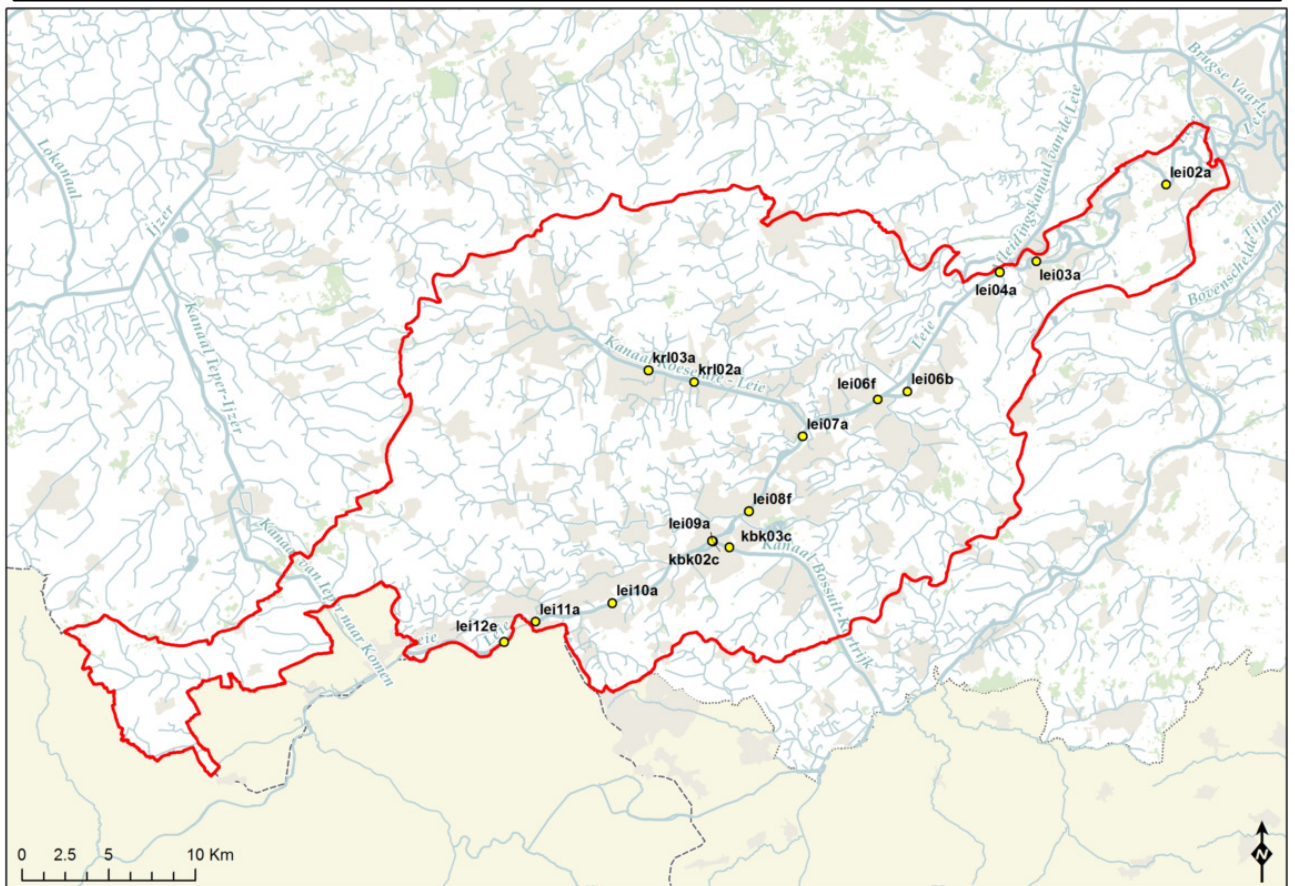 Brugse Vaart-
Leie
Lokanaal
Ijzer
lei02a
Afleidingskanaal van de Leie
lei03a
lei04a
Bovenschelde Tijarm
Kanaal Ieper-Ijzer
Leie
krl03a
krl02a
Kanaal Roeselare - Leie
lei06f
lei06b
lei07a
lei08f
lei09a
kbk03c
kbk02c
Kanaal Bossuit-Kortrijk
Kanaal van Ieper naar Komen
lei10a
lei11a
lei12e
Leie
Leie
0 2.5 5 10 Km
N